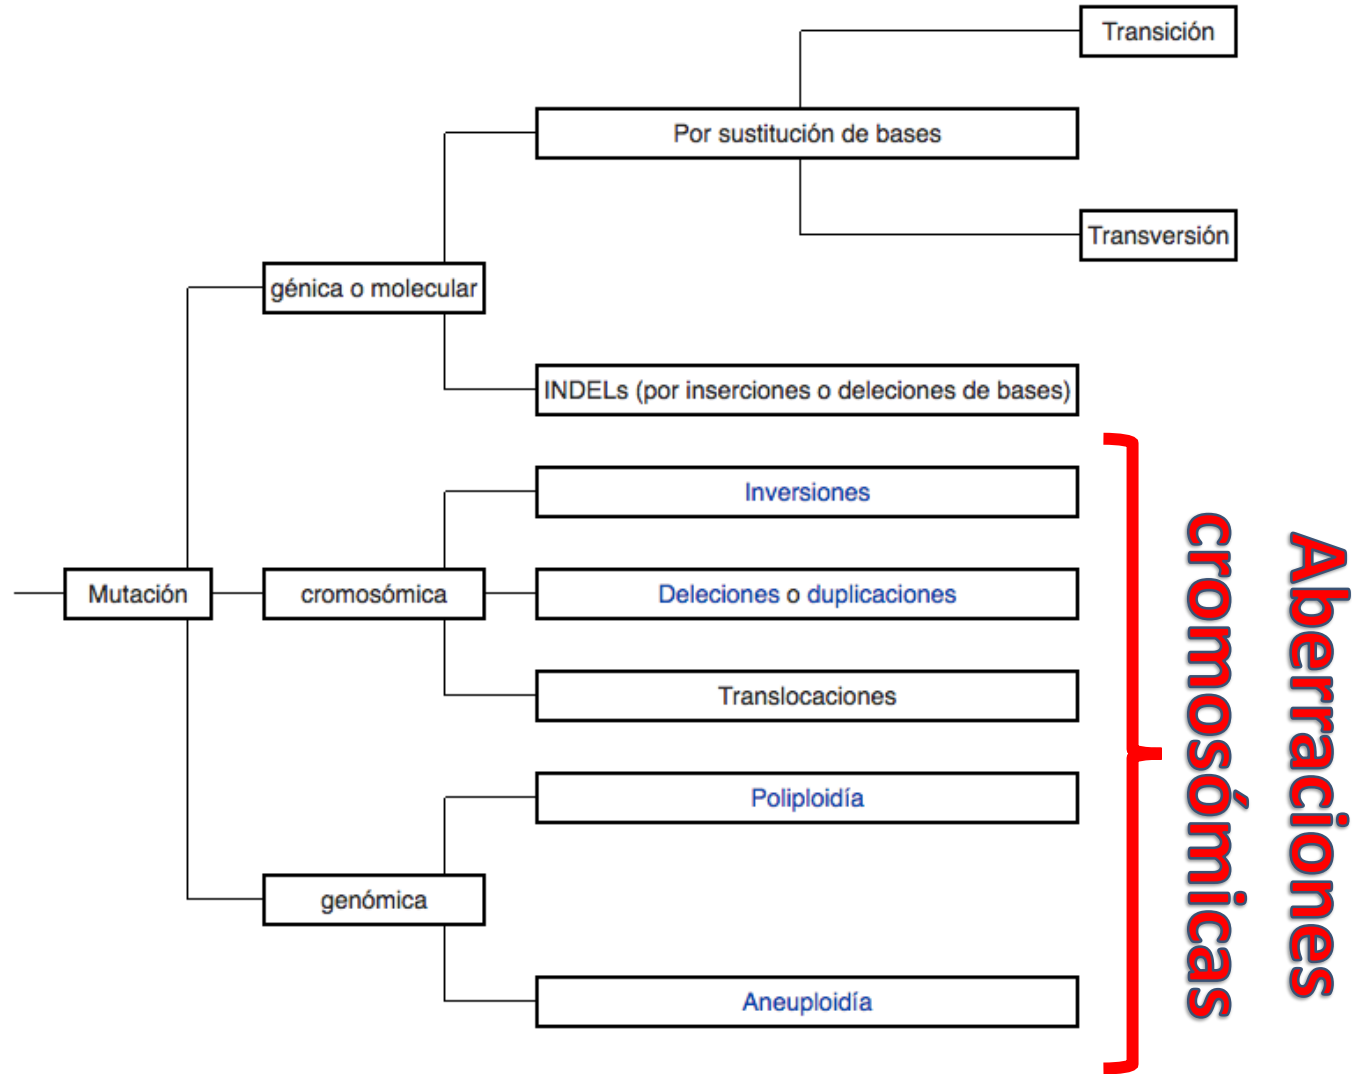 Transición
Por sustitución de bases
Transversión
génica o molecular
INDELs (por inserciones o deleciones de bases)
Inversiones
Mutación
cromosómica
Deleciones o duplicaciones
Translocaciones
Poliploidía
genómica
Aneuploidía
Aberraciones
cromosómicas